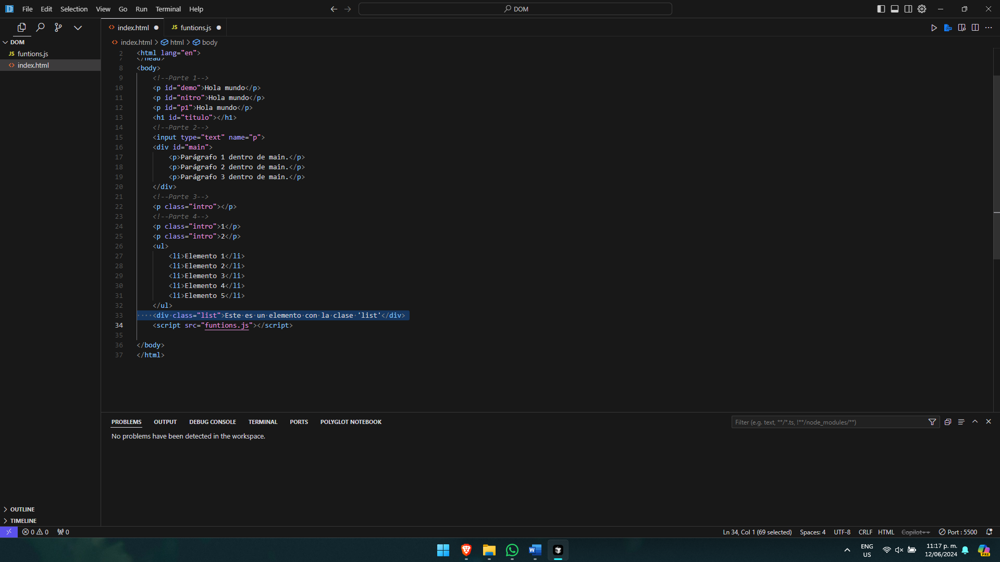 File Edit Selection View Go Run Terminal Help
DOM
index.html
JS funtions.js
DOM
JS funtions.js
index.html
index.html > html > body
2 <html lang="en">
7 </head>
8 <body>
9 <!--Parte 1-->
10 <p id="demo">Hola mundo</p>
11 <p id="nitro">Hola mundo</p>
12 <p id="p1">Hola mundo</p>
13 <h1 id="titulo"></h1>
14 <!--Parte 2-->
15 <input type="text" name="p">
16 <div id="main">
17 <p>Parágrafo 1 dentro de main.</p>
18 <p>Parágrafo 2 dentro de main.</p>
19 <p>Parágrafo 3 dentro de main.</p>
20 </div>
21 <!--Parte 3-->
22 <p class="intro"></p>
23 <!--Parte 4-->
24 <p class="intro">1</p>
25 <p class="intro">2</p>
26 <ul>
27 <li>Elemento 1</li>
28 <li>Elemento 2</li>
29 <li>Elemento 3</li>
30 <li>Elemento 4</li>
31 <li>Elemento 5</li>
32 </ul>
33 <div class="list">Este es un elemento con la clase 'list'</div>
34 <script src="funtions.js"></script>
35
36 </body>
37 </html>
PROBLEMS OUTPUT DEBUG CONSOLE TERMINAL PORTS POLYGLOT NOTEBOOK
Filter (e.g. text, **/*.ts, !**/node_modules/**)
No problems have been detected in the workspace.
OUTLINE
TIMELINE
0 0 0
Ln 34, Col 1 (69 selected) Spaces: 4 UTF-8 CRLF HTML Copilot++ Port : 5500
ENG
US
11:17 p. m.
12/06/2024
PRE